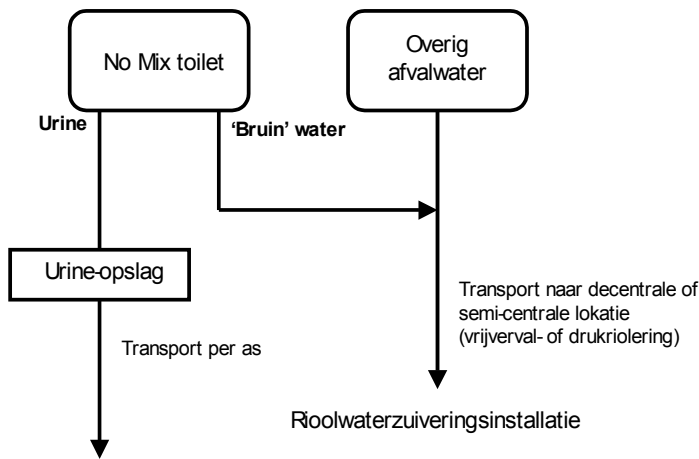 No Mix toilet
Overig
afvalwater
Urine
‘Bruin’ water
Urine-opslag
Transport per as
Transport naar decentrale of
semi-centrale lokatie
(vrijverval- of drukriolering)
Rioolwaterzuiveringsinstallatie